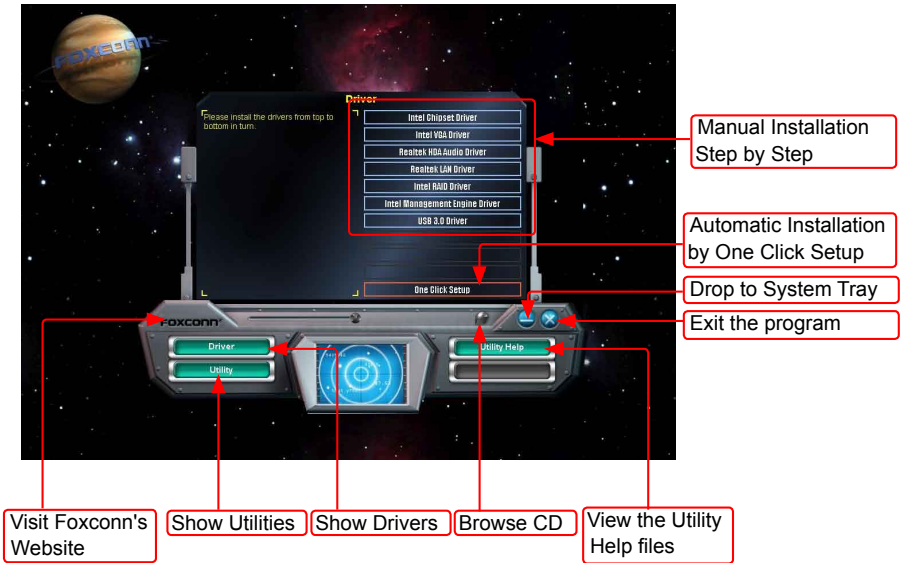 FOXCONN
Driver
Please install the drivers from top to
bottom in turn.
Intel Chipset Driver
Intel VGA Driver
Realtek HDA Audio Driver
Realtek LAN Driver
Intel RAID Driver
Intel Management Engine Driver
USB 3.0 Driver
One Click Setup
FOXCONN
Driver
Utility
Utility Help
Manual Installation
Step by Step
Automatic Installation
by One Click Setup
Drop to System Tray
Exit the program
Visit Foxconn's
Website
Show Utilities
Show Drivers
Browse CD
View the Utility
Help files